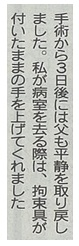 手術から3日後には父も平静を取り戻し
ました。私が病室を去る際は、拘束具が
付いたままの手を上げてくれました